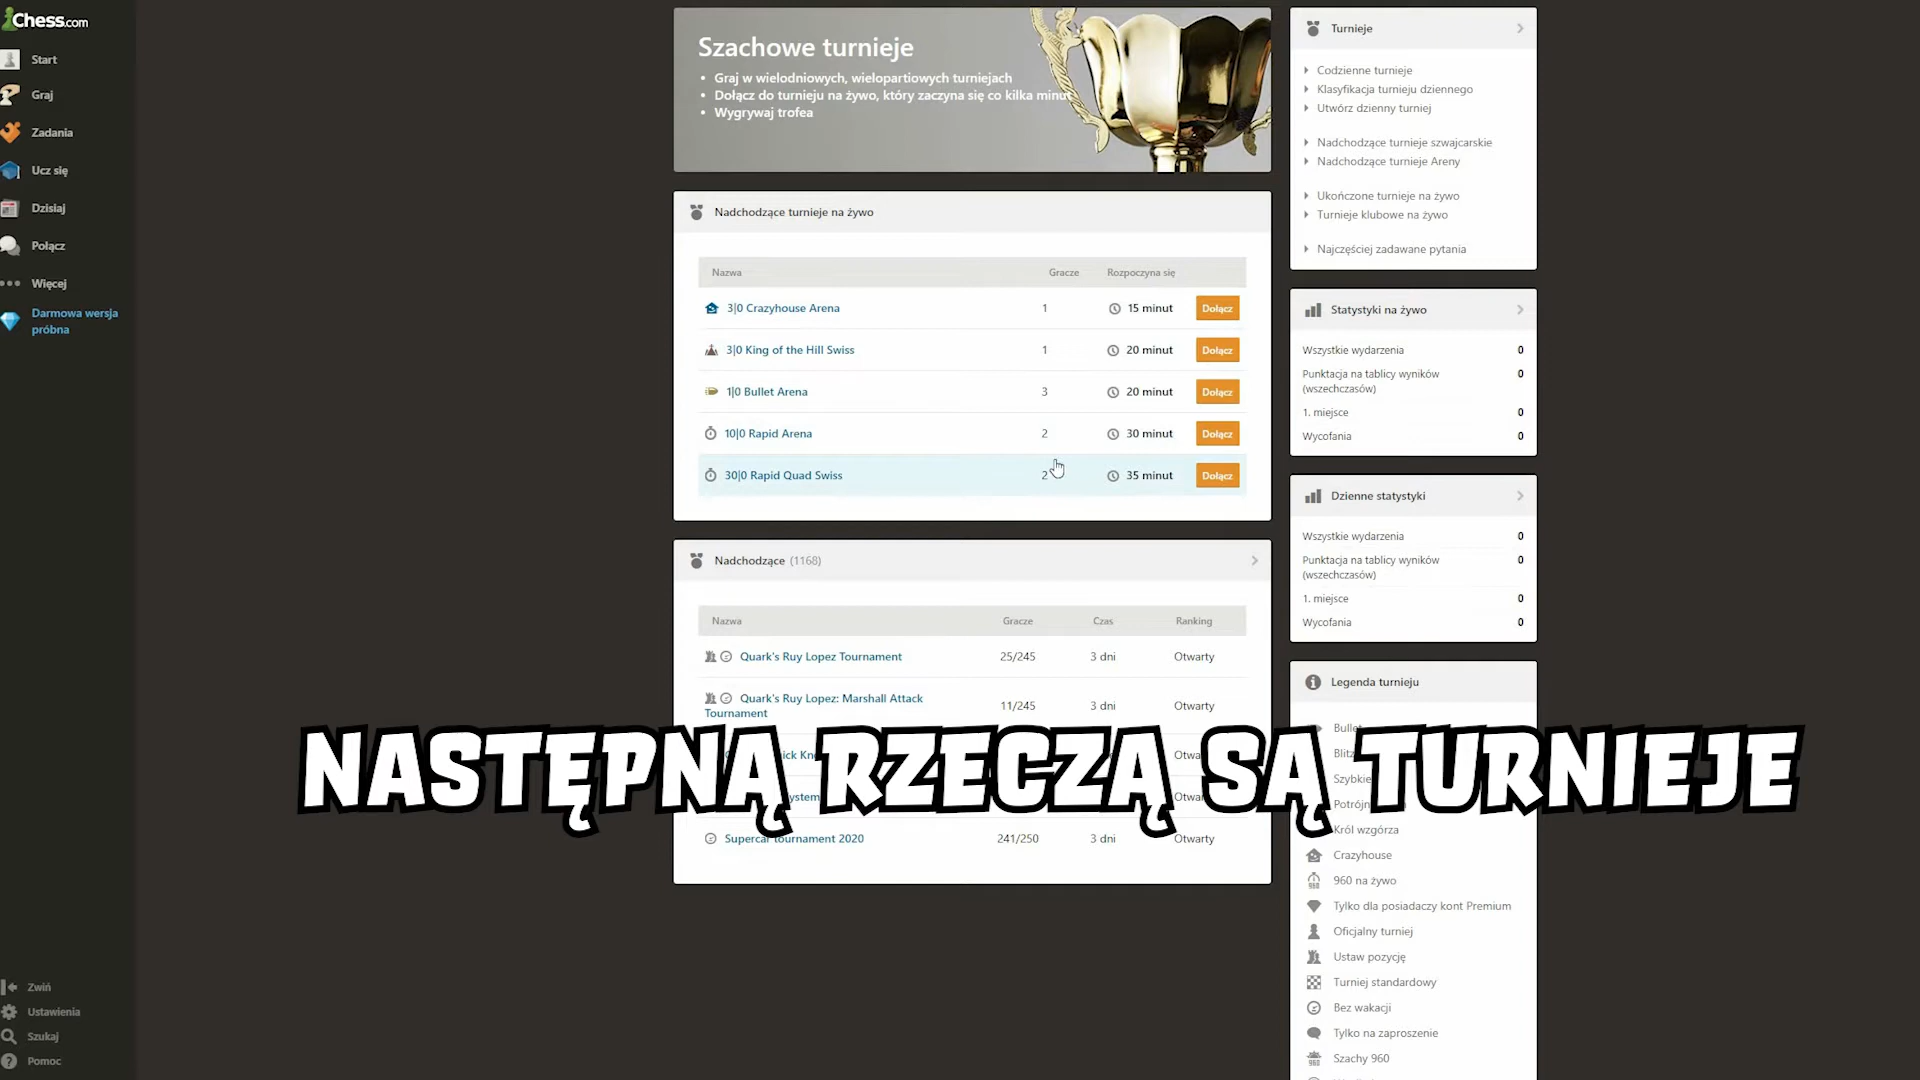 Chess.com
Start
Graj
Zadania
Ucz się
Dzisiaj
Połącz
Więcej
Darmowa wersja
próbna
Zwiń
Ustawienia
Szukaj
Pomoc
Szachowe turnieje
Graj w wielodniowych, wielopartiowych turniejach
Dołącz do turnieju na żywo, który zaczyna się co kilka minut
Wygrywaj trofea
Nadchodzące turnieje na żywo
Nazwa Gracze Rozpoczyna się
3|0 Crazyhouse Arena 1 15 minut Dołącz
3|0 King of the Hill Swiss 1 20 minut Dołącz
1|0 Bullet Arena 3 20 minut Dołącz
10|0 Rapid Arena 2 30 minut Dołącz
30|0 Rapid Quad Swiss 2 35 minut Dołącz
Nadchodzące (1168)
Nazwa Gracze Czas Ranking
Quark's Ruy Lopez Tournament 25/245 3 dni Otwarty
Quark's Ruy Lopez: Marshall Attack
Tournament 11/245 3 dni Otwarty
Supercar tournament 2020 241/250 3 dni Otwarty
NASTĘPNĄ RZECZĄ SĄ TURNIEJE
Turnieje
Codzienne turnieje
Klasyfikacja turnieju dziennego
Utwórz dzienny turniej
Nadchodzące turnieje szwajcarskie
Nadchodzące turnieje Areny
Ukończone turnieje na żywo
Turnieje klubowe na żywo
Najczęściej zadawane pytania
Statystyki na żywo
Wszystkie wydarzenia 0
Punktacja na tablicy wyników 0
(wszechczasów)
1. miejsce 0
Wycofania 0
Dzienne statystyki
Wszystkie wydarzenia 0
Punktacja na tablicy wyników 0
(wszechczasów)
1. miejsce 0
Wycofania 0
Legenda turnieju
Bullet
Blitz
Szybkie
Król wzgórza
Crazyhouse
960 na żywo
Tylko dla posiadaczy kont Premium
Oficjalny turniej
Ustaw pozycję
Turniej standardowy
Bez wakacji
Tylko na zaproszenie
Szachy 960